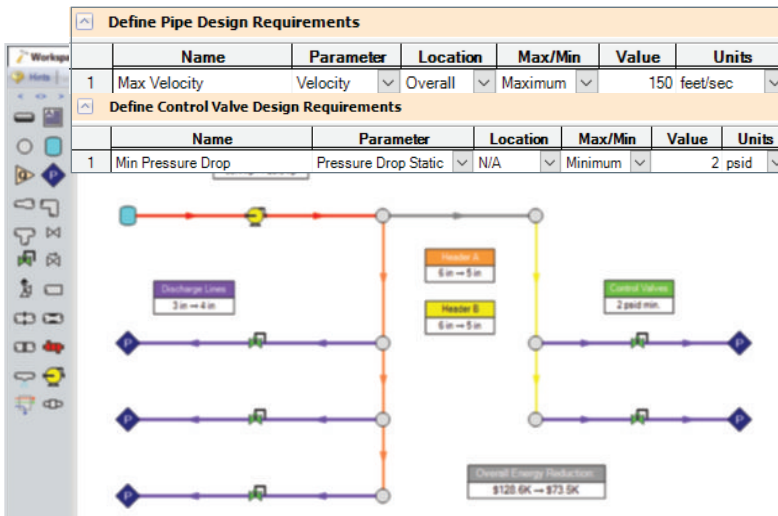 Define Pipe Design Requirements
Name Parameter Location Max/Min Value Units
1 Max Velocity Velocity Overall Maximum 150 feet/sec
Define Control Valve Design Requirements
Name Parameter Location Max/Min Value Units
1 Min Pressure Drop Pressure Drop Static N/A Minimum 2 psid
Hints
Header A
6 in → 5 in
Discharge Lines
3 in → 4 in
Control Valves
2 psid min.
Header B
6 in → 5 in
P
P
P
P
P
P
Overall Energy Reduction
$128.6K → $73.5K